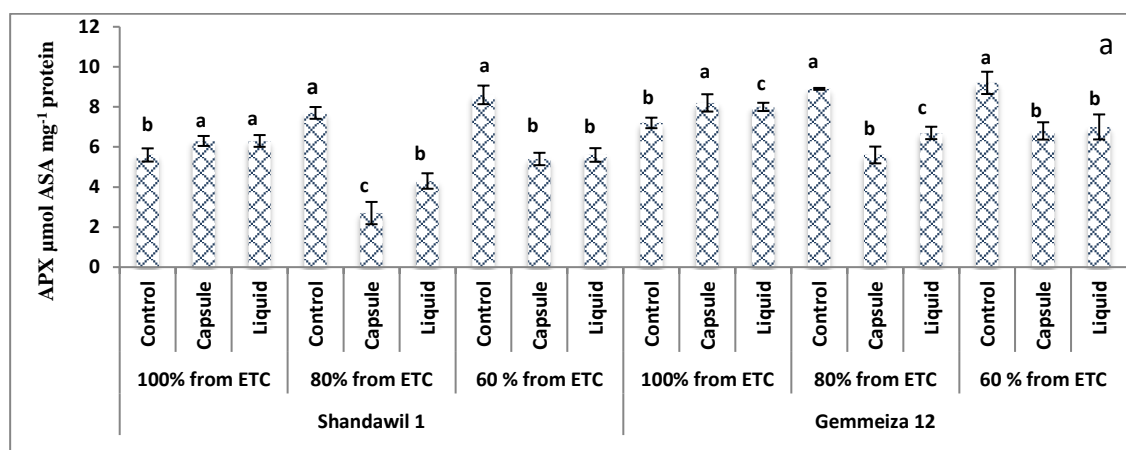 12
10
8
6
4
2
0
APX µmol ASA mg-1 protein
b a a a c b a b b b a c a b c a b b
a
Control Capsule Liquid Control Capsule Liquid Control Capsule Liquid Control Capsule Liquid Control Capsule Liquid Control Capsule Liquid
100% from ETC 80% from ETC 60 % from ETC 100% from ETC 80% from ETC 60 % from ETC
Shandawil 1 Gemmeiza 12